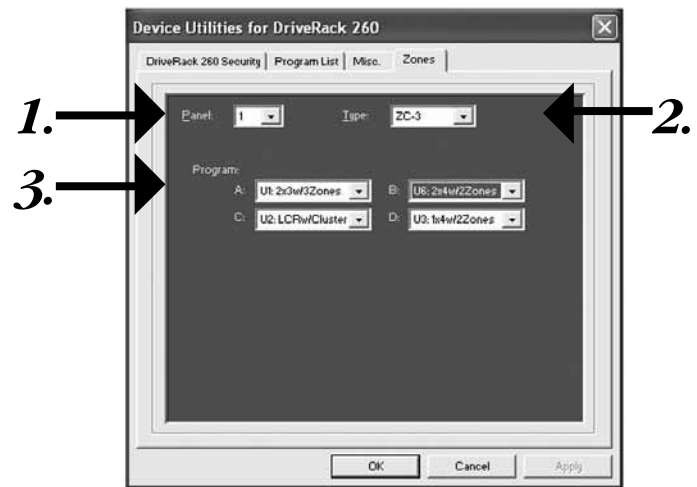 Device Utilities for DriveRack 260
DriveRack 260 Security Program List Misc. Zones
1. Panel: 1 Type: ZC-3 2.
3. Program:
A: U1: 2x3w/3Zones B: U6: 2x4w/2Zones
C: U2: LCRw/Cluster D: U3: 1x4w/2Zones
OK Cancel Apply